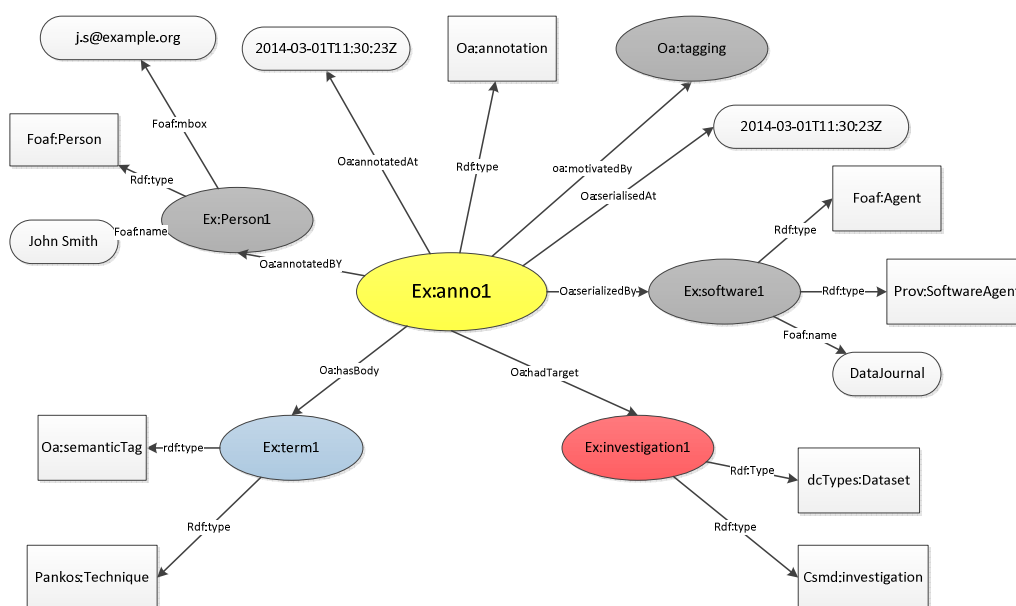 j.s@example.org
2014-03-01T11:30:23Z
Oa:annotation
Oa:tagging
Foaf:mbox
2014-03-01T11:30:23Z
Foaf:Person
Oa:annotatedAt
Rdf:type
oa:motivatedBy
Rdf:type
Oa:serialisedAt
Foaf:Agent
Ex:Person1
John Smith
Foaf:name
Rdf:type
Oa:annotatedBY
Ex:anno1
Oa:serializedBy
Ex:software1
Rdf:type
Prov:SoftwareAgent
Foaf:name
Oa:hasBody
Oa:hadTarget
DataJournal
Oa:semanticTag
rdf:type
Ex:term1
Ex:investigation1
Rdf:Type
dcTypes:Dataset
Rdf:type
Rdf:type
Pankos:Technique
Csmd:investigation